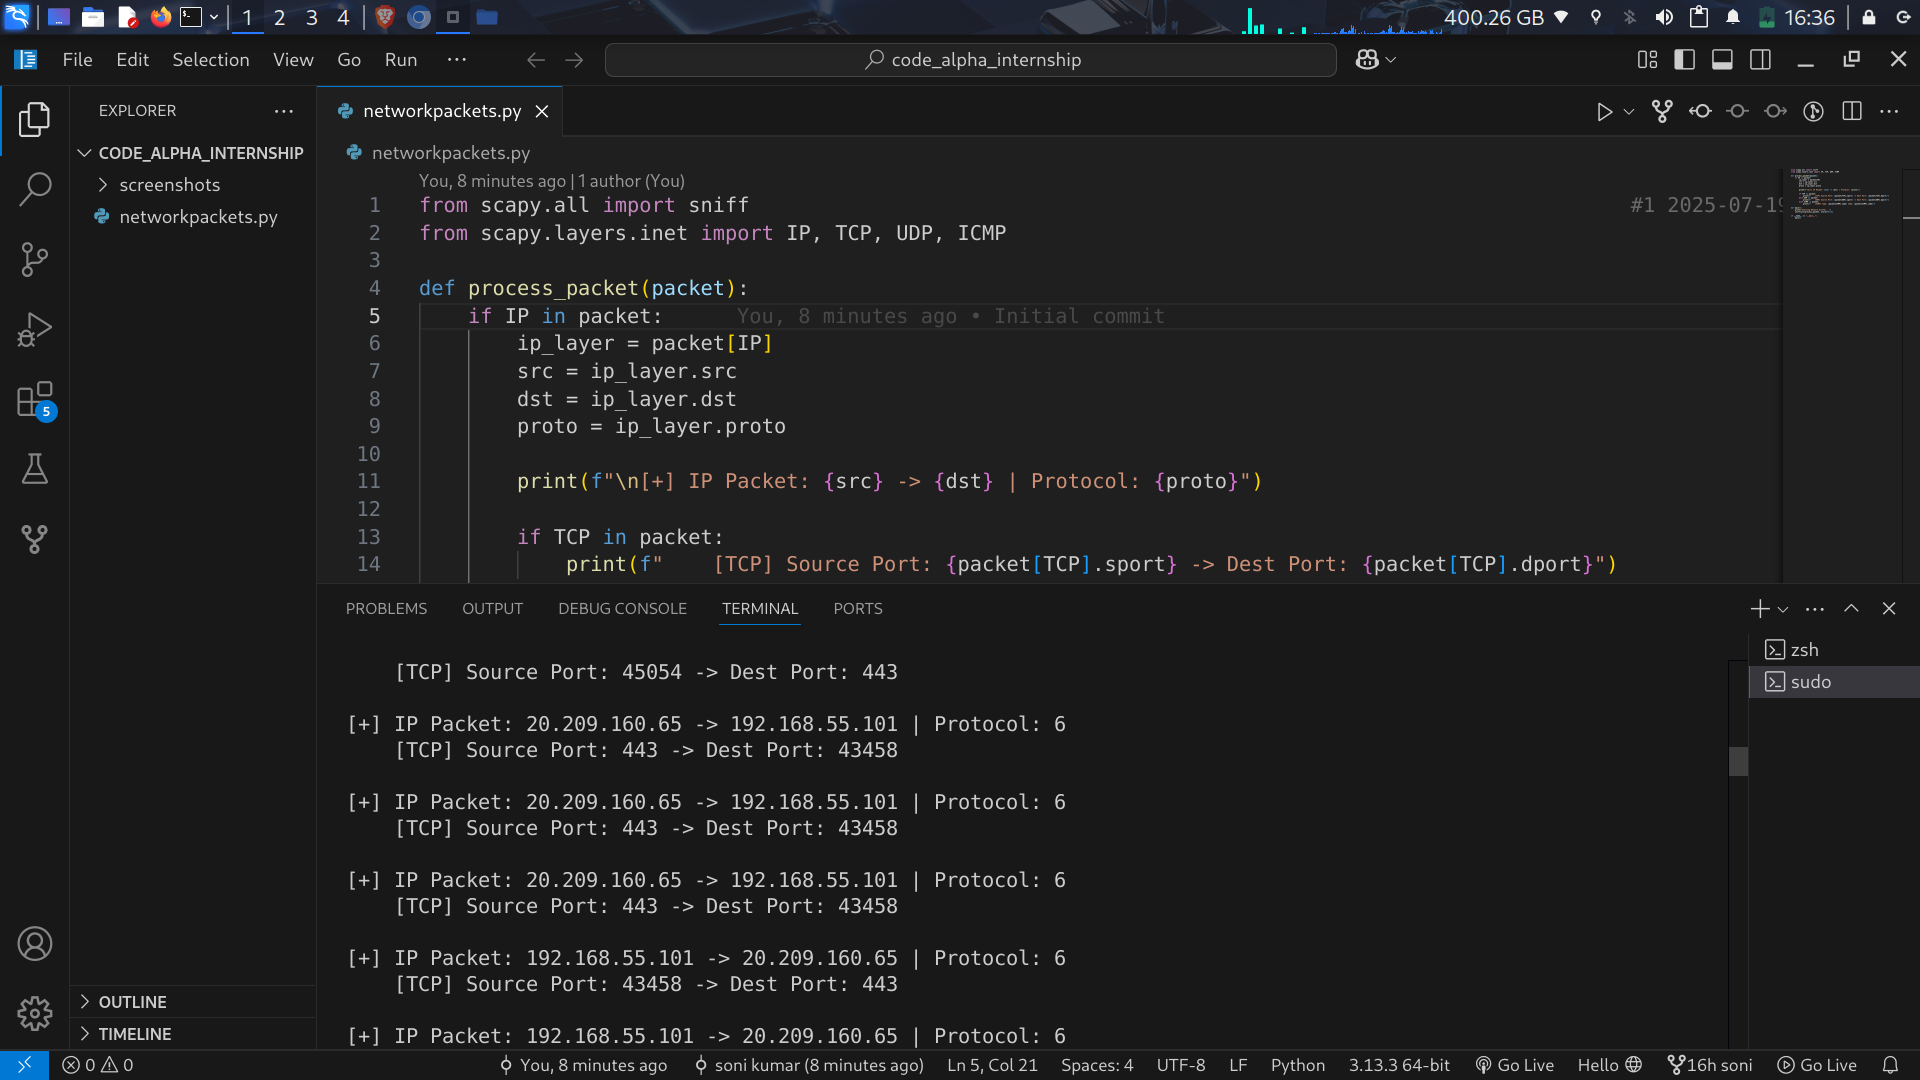 1 2 3 4
400.26 GB
16:36
File Edit Selection View Go Run
code_alpha_internship
EXPLORER
CODE_ALPHA_INTERNSHIP
screenshots
networkpackets.py
5
OUTLINE
TIMELINE
networkpackets.py
networkpackets.py
You, 8 minutes ago | 1 author (You)
1 from scapy.all import sniff #1 2025-07-19
2 from scapy.layers.inet import IP, TCP, UDP, ICMP
3
4 def process_packet(packet):
5 if IP in packet: You, 8 minutes ago • Initial commit
6 ip_layer = packet[IP]
7 src = ip_layer.src
8 dst = ip_layer.dst
9 proto = ip_layer.proto
10
11 print(f"\n[+] IP Packet: {src} -> {dst} | Protocol: {proto}")
12
13 if TCP in packet:
14 print(f"    [TCP] Source Port: {packet[TCP].sport} -> Dest Port: {packet[TCP].dport}")
PROBLEMS OUTPUT DEBUG CONSOLE TERMINAL PORTS
[TCP] Source Port: 45054 -> Dest Port: 443
[+] IP Packet: 20.209.160.65 -> 192.168.55.101 | Protocol: 6
[TCP] Source Port: 443 -> Dest Port: 43458
[+] IP Packet: 20.209.160.65 -> 192.168.55.101 | Protocol: 6
[TCP] Source Port: 443 -> Dest Port: 43458
[+] IP Packet: 20.209.160.65 -> 192.168.55.101 | Protocol: 6
[TCP] Source Port: 443 -> Dest Port: 43458
[+] IP Packet: 192.168.55.101 -> 20.209.160.65 | Protocol: 6
[TCP] Source Port: 43458 -> Dest Port: 443
[+] IP Packet: 192.168.55.101 -> 20.209.160.65 | Protocol: 6
zsh
sudo
0 0 You, 8 minutes ago soni kumar (8 minutes ago) Ln 5, Col 21 Spaces: 4 UTF-8 LF Python 3.13.3 64-bit Go Live Hello 16h soni Go Live